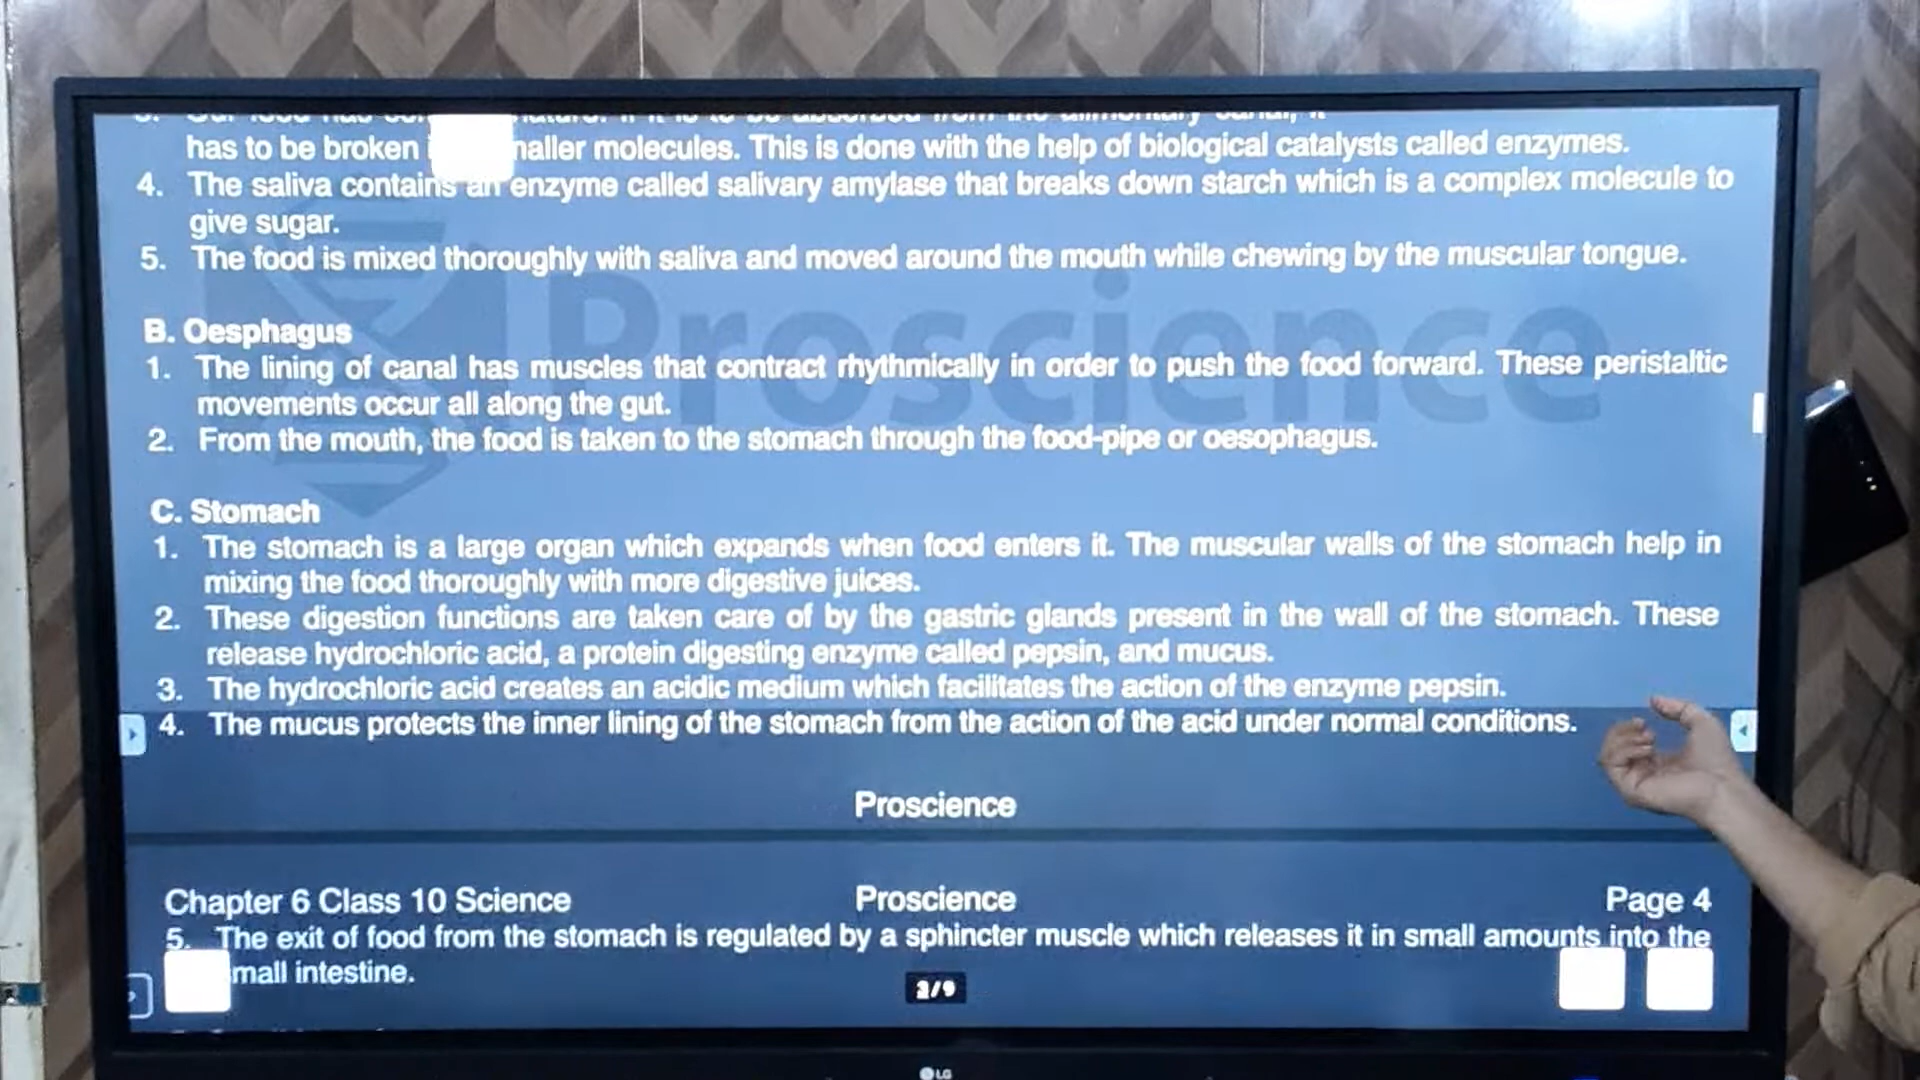 has to be broken naller molecules. This is done with the help of biological catalysts called enzymes.
4. The saliva contains an enzyme called salivary amylase that breaks down starch which is a complex molecule to
give sugar.
5. The food is mixed thoroughly with saliva and moved around the mouth while chewing by the muscular tongue.
Proscience
B. Oesphagus
1. The lining of canal has muscles that contract rhythmically in order to push the food forward. These peristaltic
movements occur all along the gut.
2. From the mouth, the food is taken to the stomach through the food-pipe or oesophagus.
C. Stomach
1. The stomach is a large organ which expands when food enters it. The muscular walls of the stomach help in
mixing the food thoroughly with more digestive juices.
2. These digestion functions are taken care of by the gastric glands present in the wall of the stomach. These
release hydrochloric acid, a protein digesting enzyme called pepsin, and mucus.
3. The hydrochloric acid creates an acidic medium which facilitates the action of the enzyme pepsin.
4. The mucus protects the inner lining of the stomach from the action of the acid under normal conditions.
Proscience
Chapter 6 Class 10 Science Proscience Page 4
5. The exit of food from the stomach is regulated by a sphincter muscle which releases it in small amounts into the
mall intestine.
/9
LG